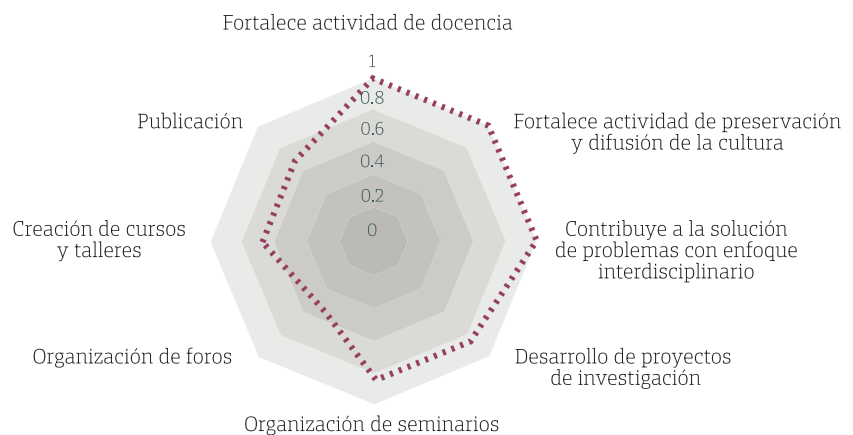 Fortalece actividad de docencia
1
0.8
0.6
0.4
0.2
0
Publicación
Fortalece actividad de preservación
y difusión de la cultura
Creación de cursos
y talleres
Contribuye a la solución
de problemas con enfoque
interdisciplinario
Organización de foros
Desarrollo de proyectos
de investigación
Organización de seminarios